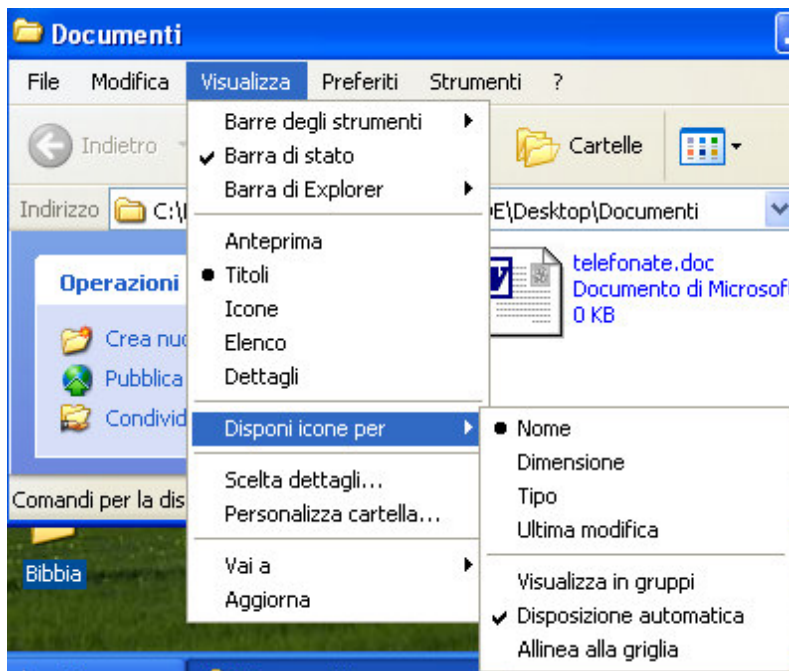 Documenti
File Modifica Visualizza Preferiti Strumenti ?
Indietro
Cartelle
Indirizzo C:\
E\Desktop\Documenti
Barre degli strumenti
Barra di stato
Barra di Explorer
Anteprima
Titoli
Icone
Elenco
Dettagli
Disponi icone per
Scelta dettagli...
Personalizza cartella...
Vai a
Aggiorna
Nome
Dimensione
Tipo
Ultima modifica
Visualizza in gruppi
Disposizione automatica
Allinea alla griglia
Operazioni
Crea nuo
Pubblica
Condivid
telefonate.doc
Documento di Microsoft
0 KB
Comandi per la dis
Bibbia